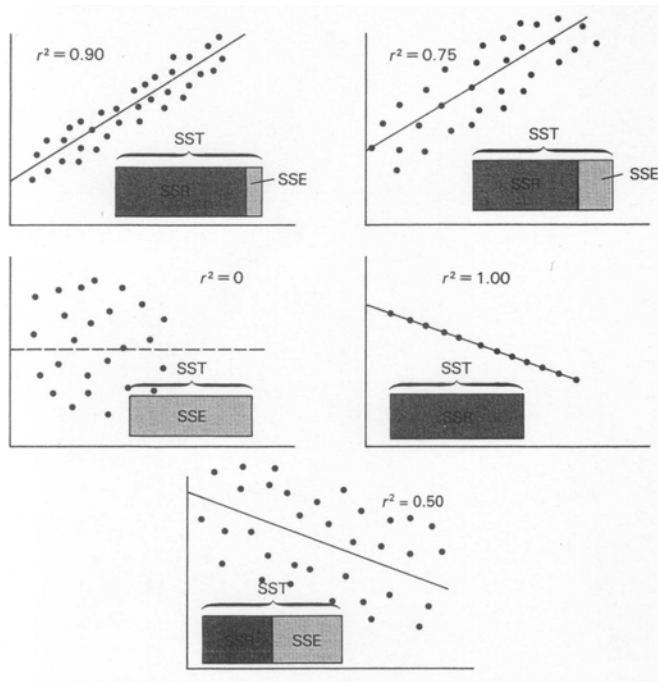 r² = 0.90
SST
SSE
SSR
r² = 0.75
SST
SSE
SSR
r² = 0
SST
SSE
r² = 1.00
SST
SSR
r² = 0.50
SST
SSR SSE